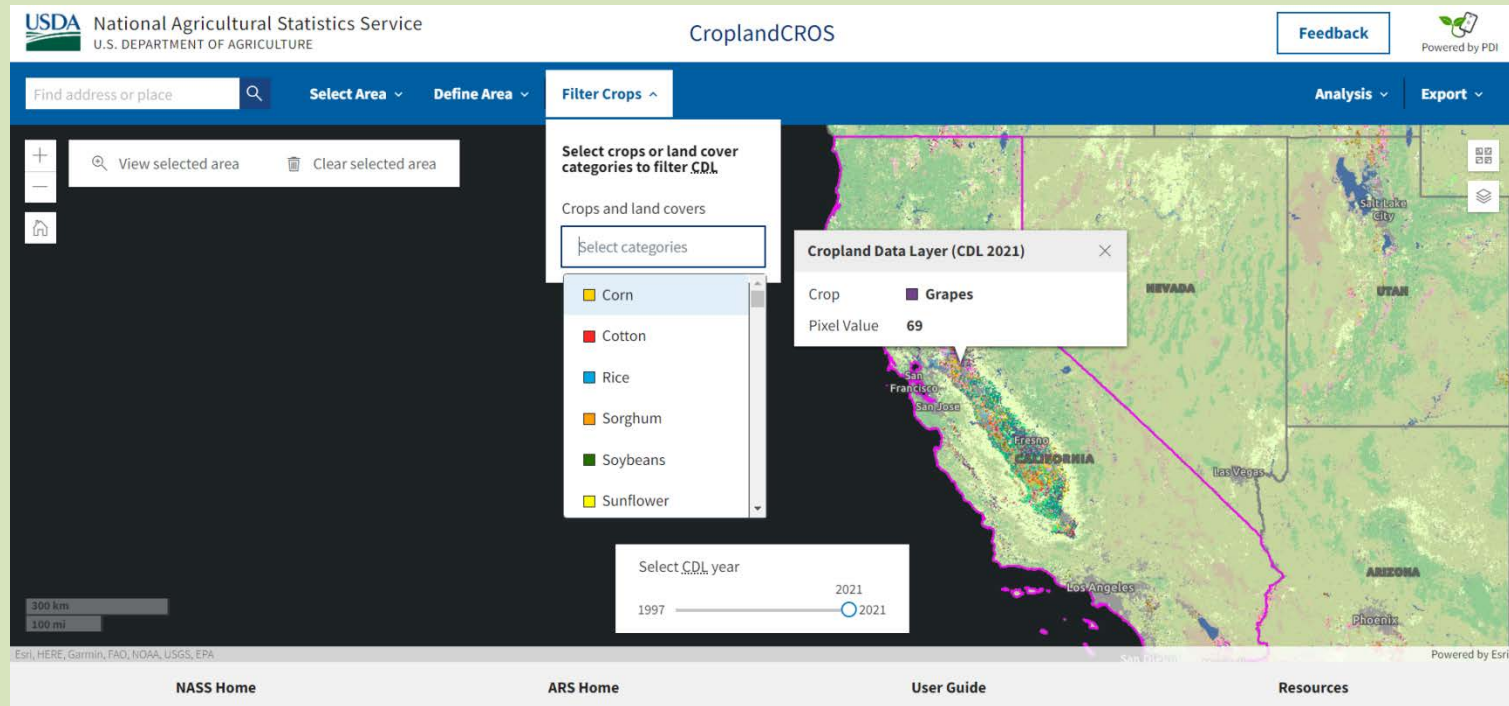 USDA
National Agricultural Statistics Service
U.S. DEPARTMENT OF AGRICULTURE
CroplandCROS
Feedback
Powered by PDI
Find address or place
Select Area
Define Area
Filter Crops
Analysis
Export
View selected area
Clear selected area
Select crops or land cover
categories to filter CDL
Crops and land covers
Select categories
Corn
Cotton
Rice
Sorghum
Soybeans
Sunflower
Cropland Data Layer (CDL 2021)
Crop Grapes
Pixel Value 69
Salt Lake
City
NEVADA
UTAH
San
Francisco
San Jose
Fresno
CALIFORNIA
Las Vegas
Los Angeles
ARIZONA
Phoenix
San Diego
Select CDL year
2021
1997 2021
300 km
100 mi
Esri, HERE, Garmin, FAO, NOAA, USGS, EPA
Powered by Esri
NASS Home
ARS Home
User Guide
Resources